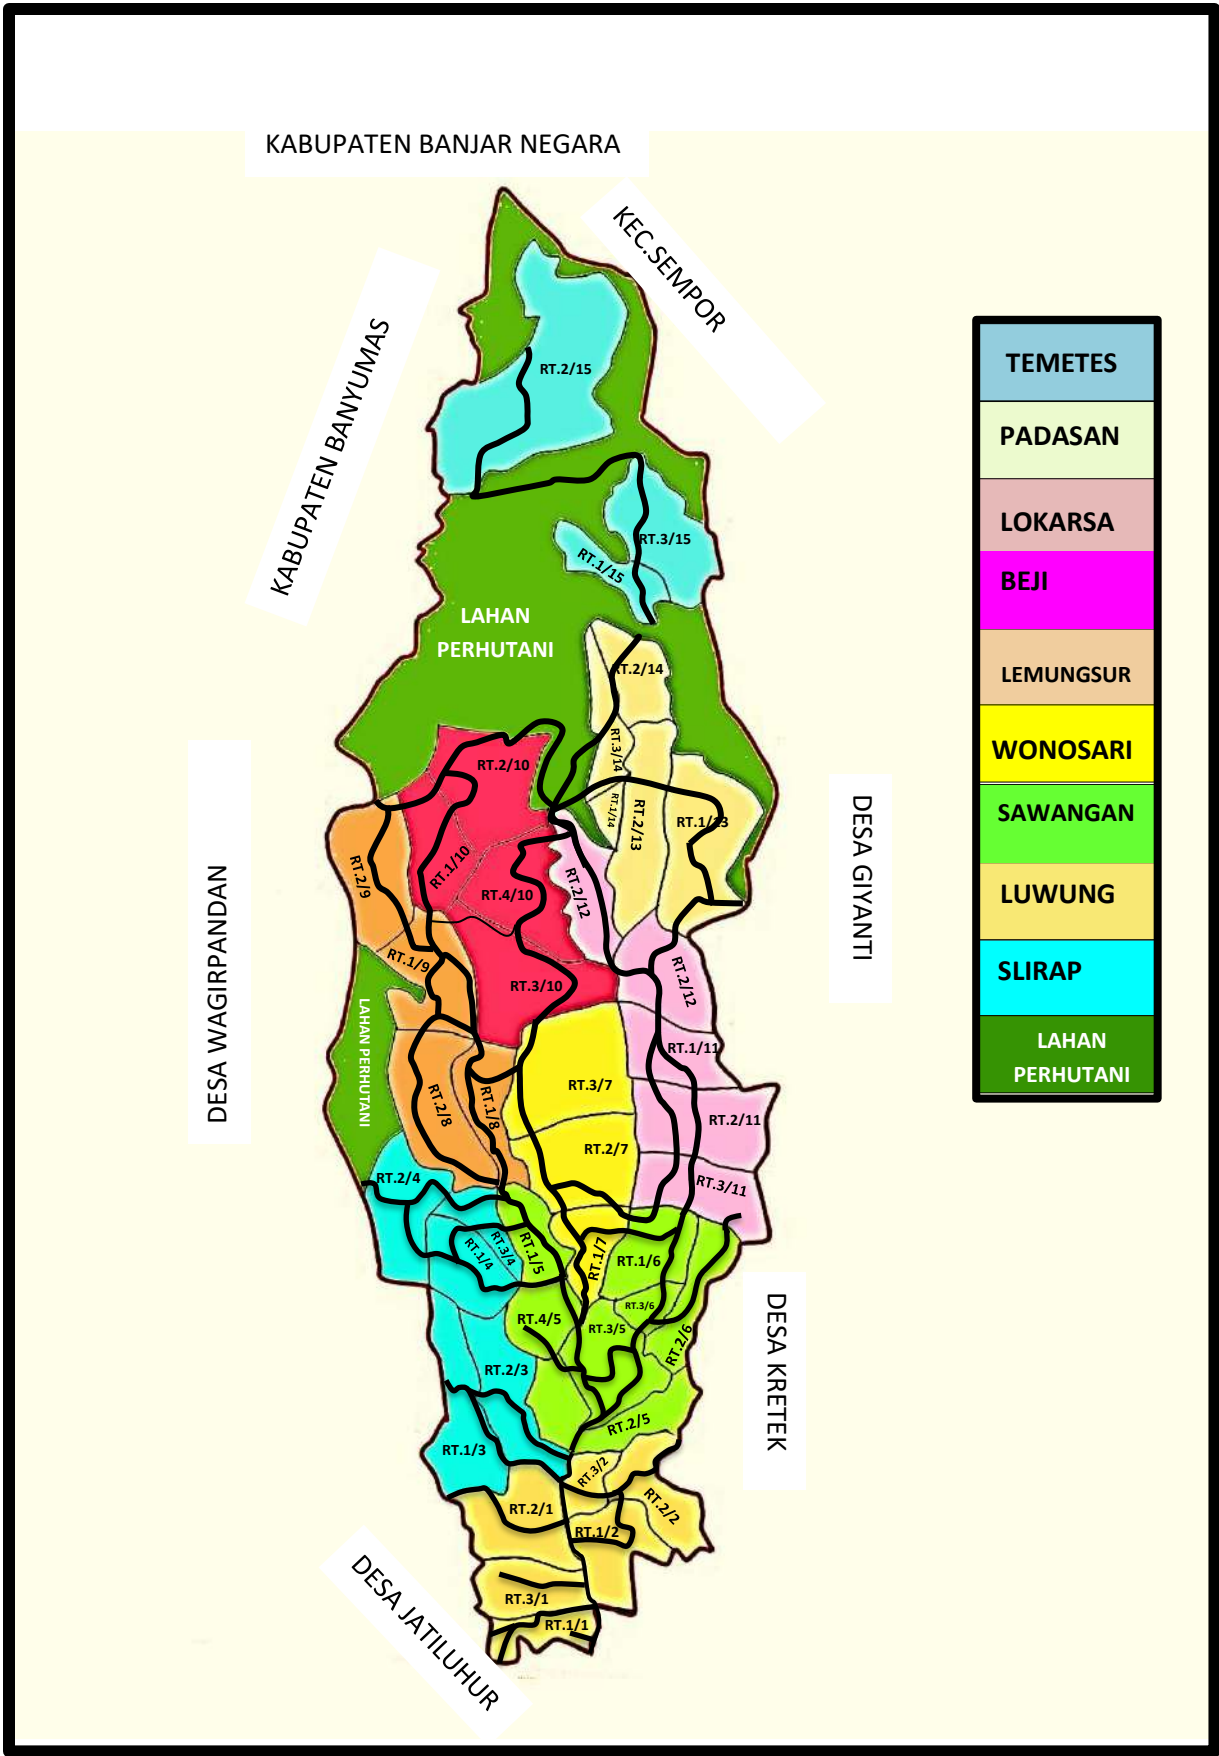 KABUPATEN BANJAR NEGARA
KEC.SEMPOR
KABUPATEN BANYUMAS
RT.2/15
RT.3/15
RT.1/15
LAHAN
PERHUTANI
RT.2/14
RT.3/14
RT.2/10
RT.1/14
RT.2/13
RT.1/13
RT.2/9
RT.1/10
RT.4/10
RT.2/12
RT.1/9
RT.3/10
RT.2/12
LAHAN PERHUTANI
RT.1/11
RT.3/7
RT.2/8
RT.1/8
RT.2/11
RT.2/7
RT.2/4
RT.3/11
RT.1/4
RT.3/4
RT.1/5
RT.1/7
RT.1/6
RT.3/6
RT.4/5
RT.3/5
RT.2/6
RT.2/3
RT.2/5
RT.1/3
RT.3/2
RT.2/1
RT.2/2
RT.1/2
RT.3/1
RT.1/1
DESA WAGIRPANDAN
DESA GIYANTI
DESA KRETEK
DESA JATILUHUR
TEMETES
PADASAN
LOKARSA
BEJI
LEMUNGSUR
WONOSARI
SAWANGAN
LUWUNG
SLIRAP
LAHAN
PERHUTANI